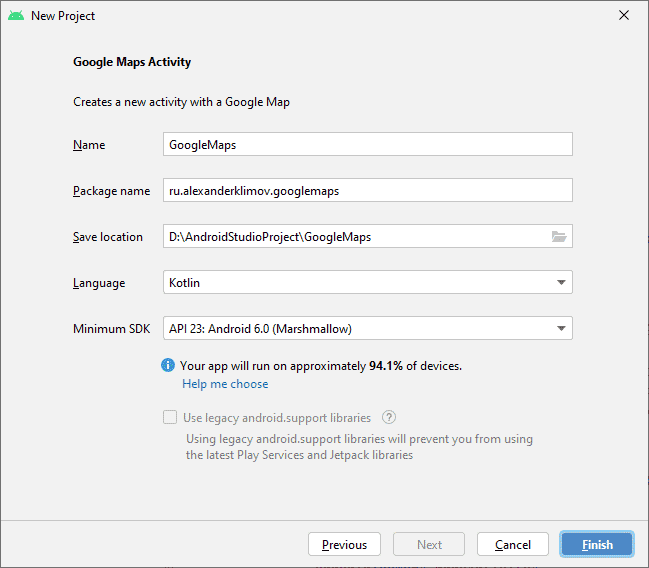 New Project
Google Maps Activity
Creates a new activity with a Google Map
Name GoogleMaps
Package name ru.alexanderklimov.googlemaps
Save location D:\AndroidStudioProject\GoogleMaps
Language Kotlin
Minimum SDK API 23: Android 6.0 (Marshmallow)
Your app will run on approximately 94.1% of devices.
Help me choose
Use legacy android.support libraries ?
Using legacy android.support libraries will prevent you from using
the latest Play Services and Jetpack libraries
Previous Next Cancel Finish